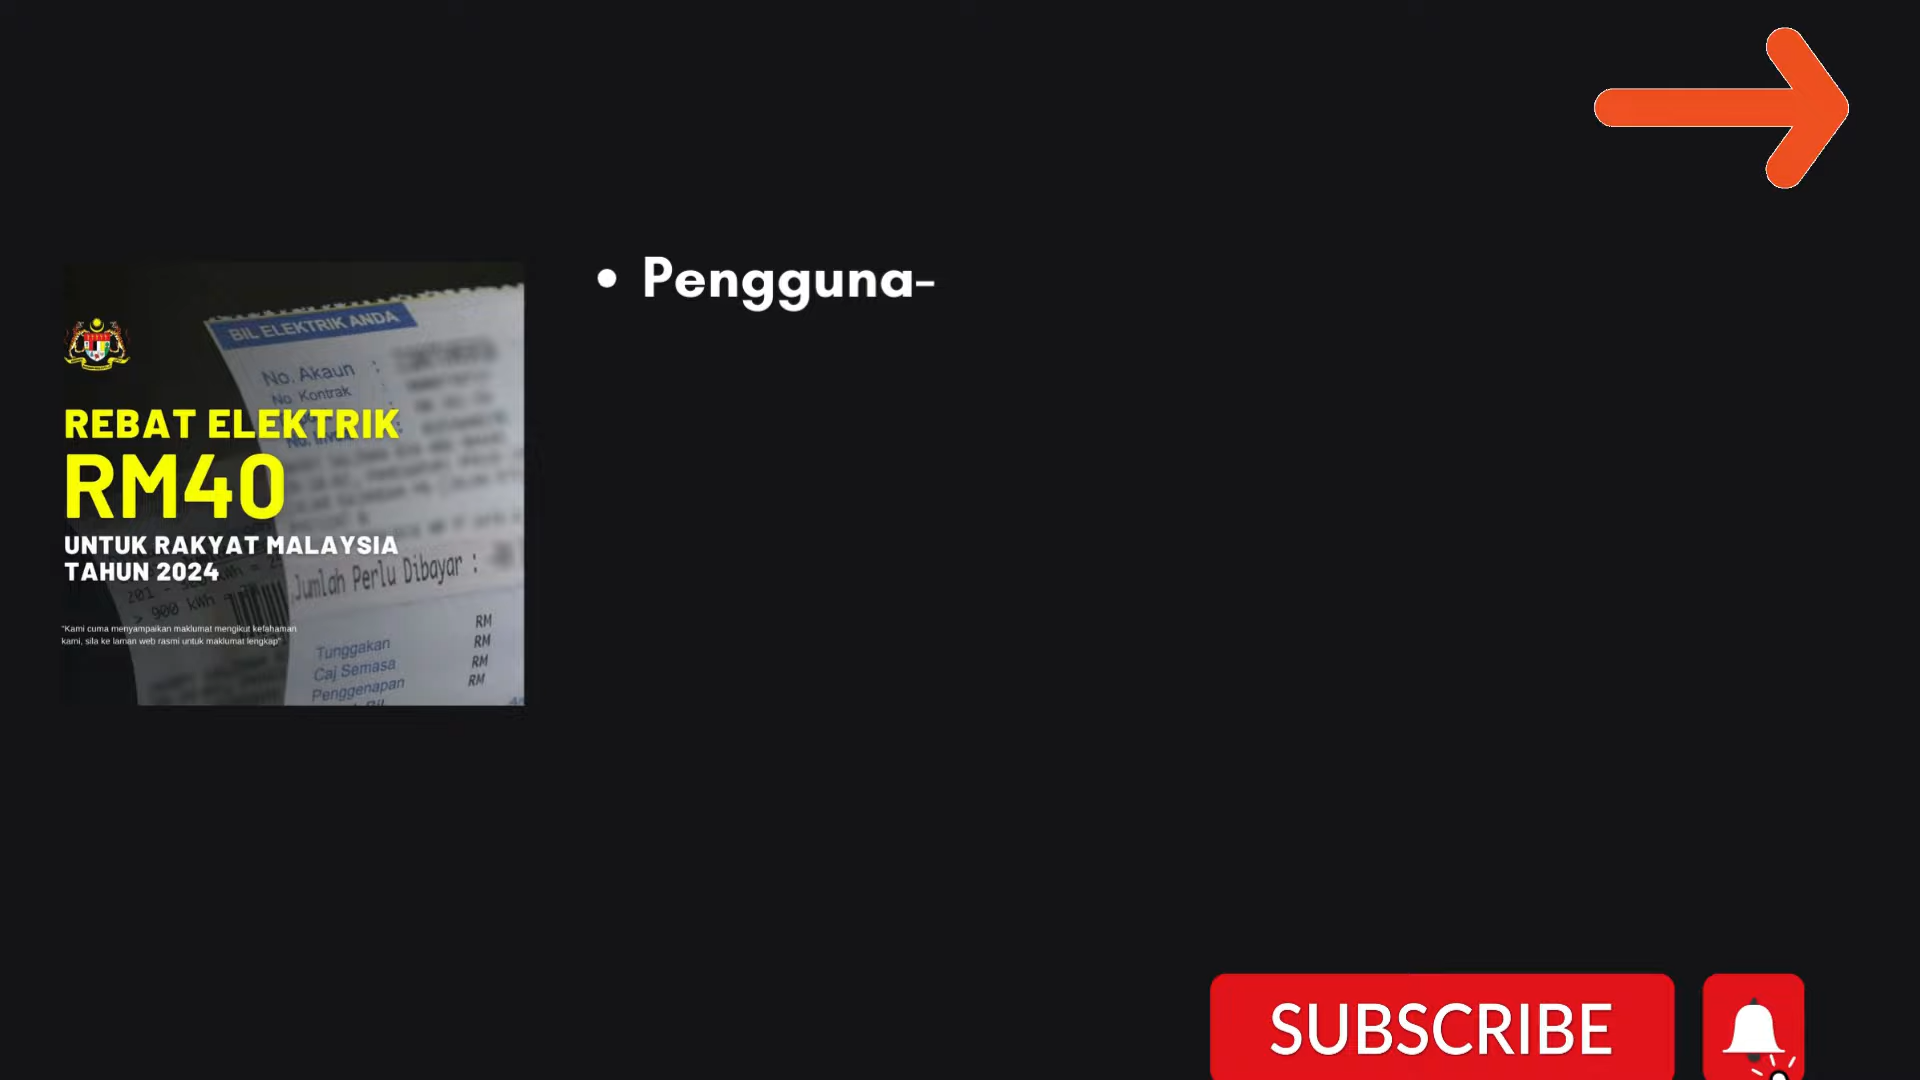 • Pengguna-
BIL ELEKTRIK ANDA
No. Akaun :
No. Kontrak
REBAT ELEKTRIK
RM40
UNTUK RAKYAT MALAYSIA
TAHUN 2024
Jumlah Perlu Dibayar :
> 900 kWh
"Kami cuma menyampaikan maklumat mengikut kefahaman
kami, sila ke laman web rasmi untuk maklumat lengkap"
Tunggakan RM
Caj Semasa RM
Penggenapan RM
RM
SUBSCRIBE